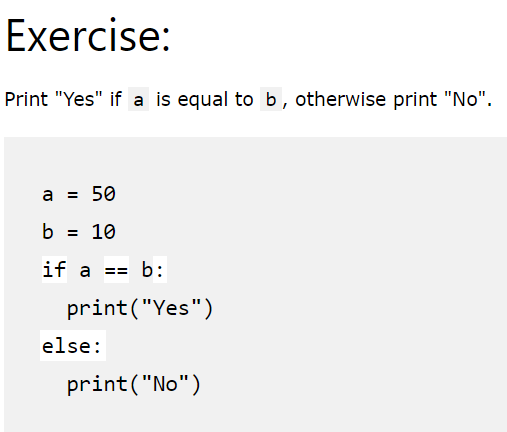 Exercise:
Print "Yes" if a is equal to b, otherwise print "No".
a = 50
b = 10
if a == b:
  print("Yes")
else:
  print("No")